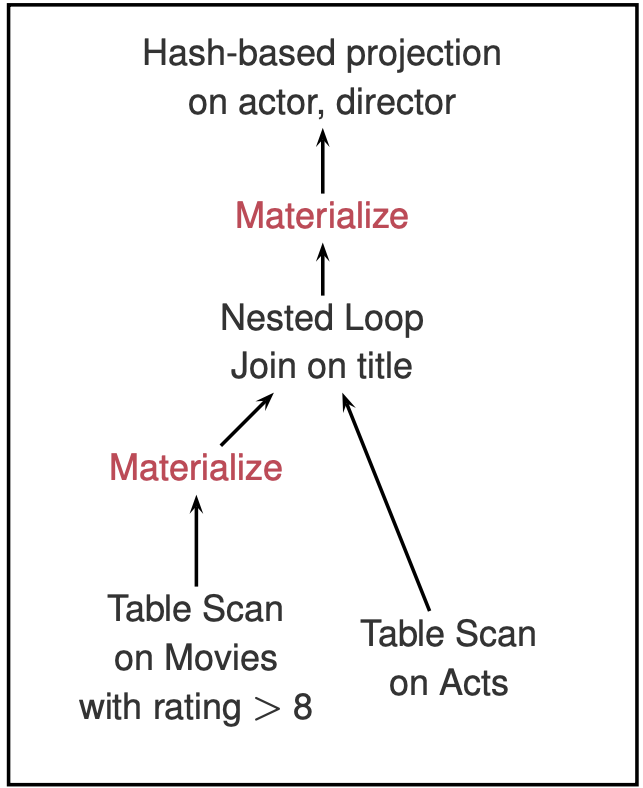 Hash-based projection
on actor, director
Materialize
Nested Loop
Join on title
Materialize
Table Scan
on Movies
with rating > 8
Table Scan
on Acts